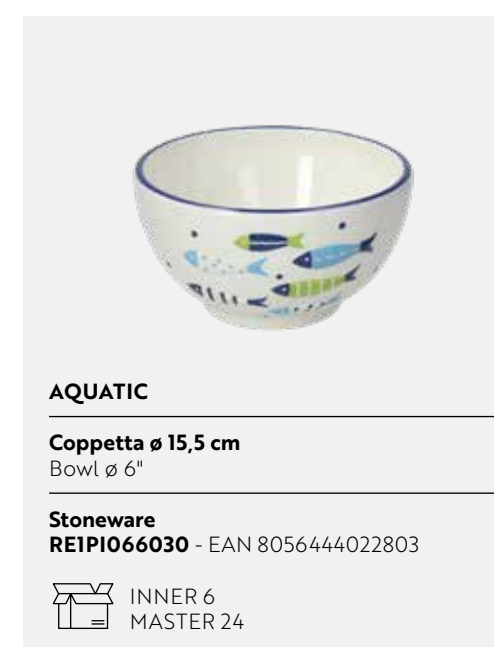 AQUATIC
Coppetta ø 15,5 cm
Bowl ø 6"
Stoneware
RE1PI066030 - EAN 8056444022803
INNER 6
MASTER 24